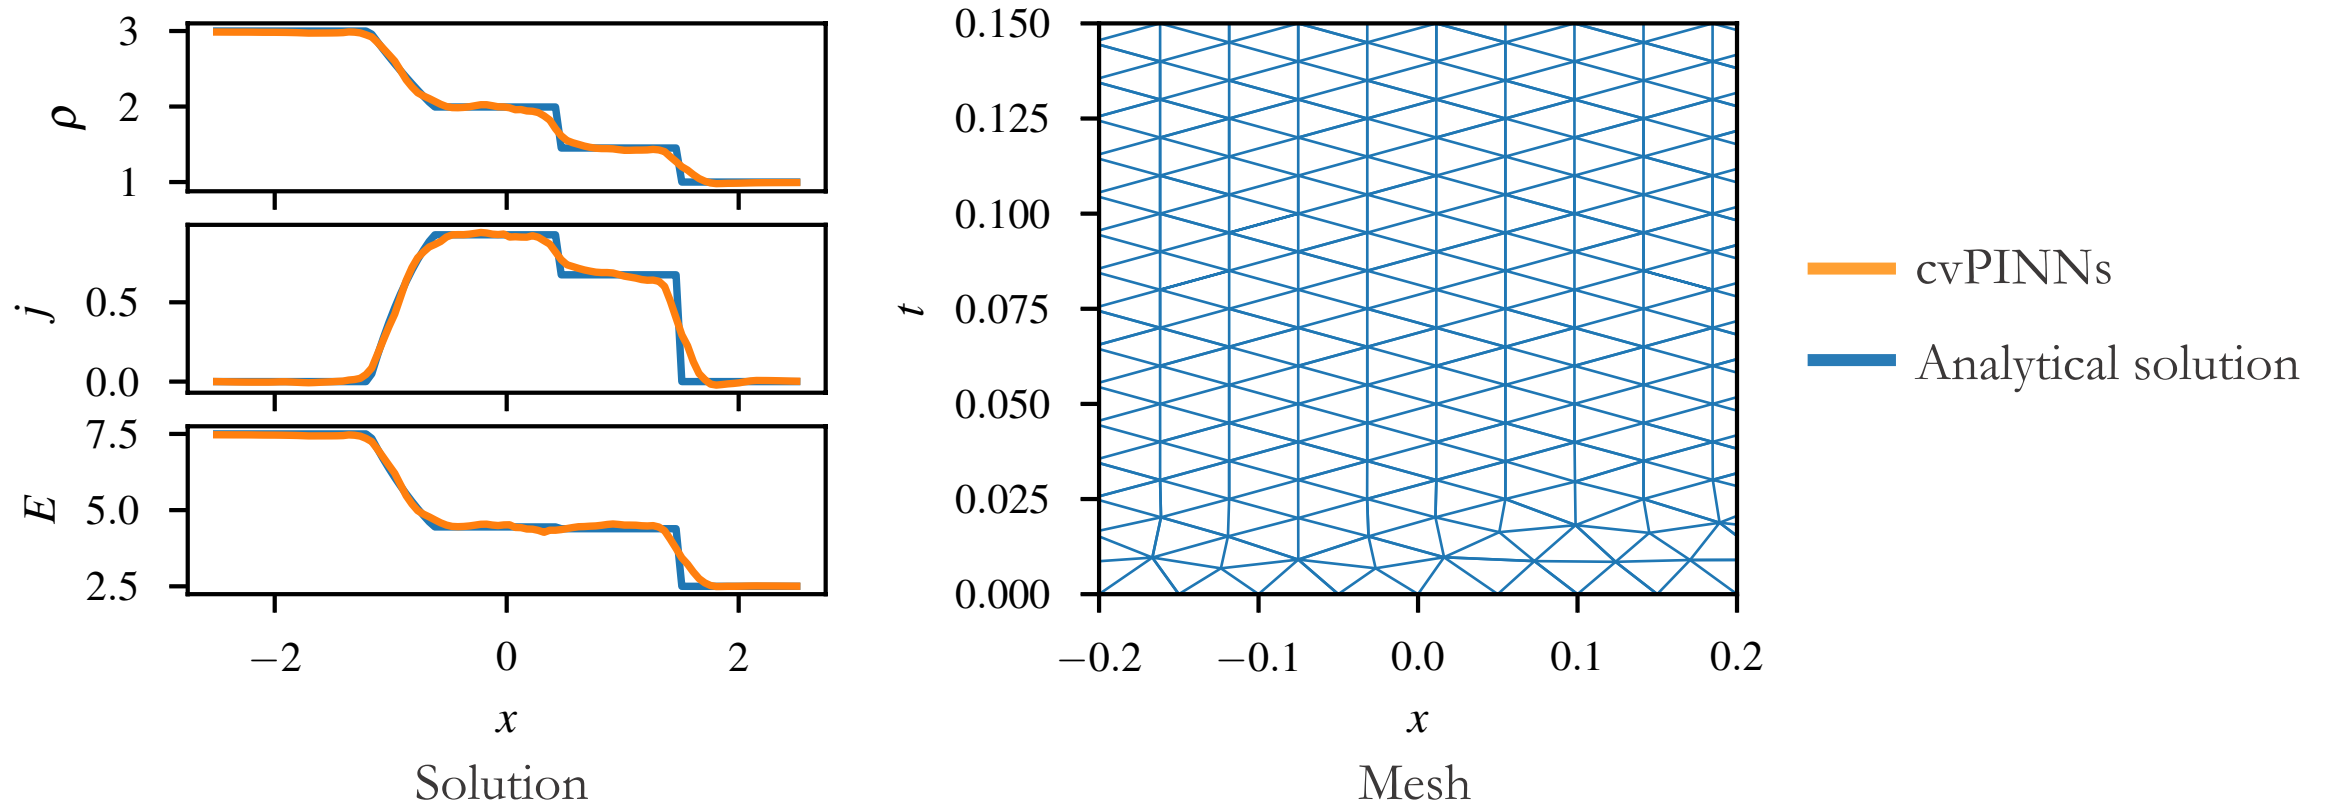 3
2
1
ρ
0.5
0.0
j
7.5
5.0
2.5
E
−2 0 2
x
Solution
0.150
0.125
0.100
0.075
0.050
0.025
0.000
t
−0.2 −0.1 0.0 0.1 0.2
x
Mesh
cvPINNs
Analytical solution